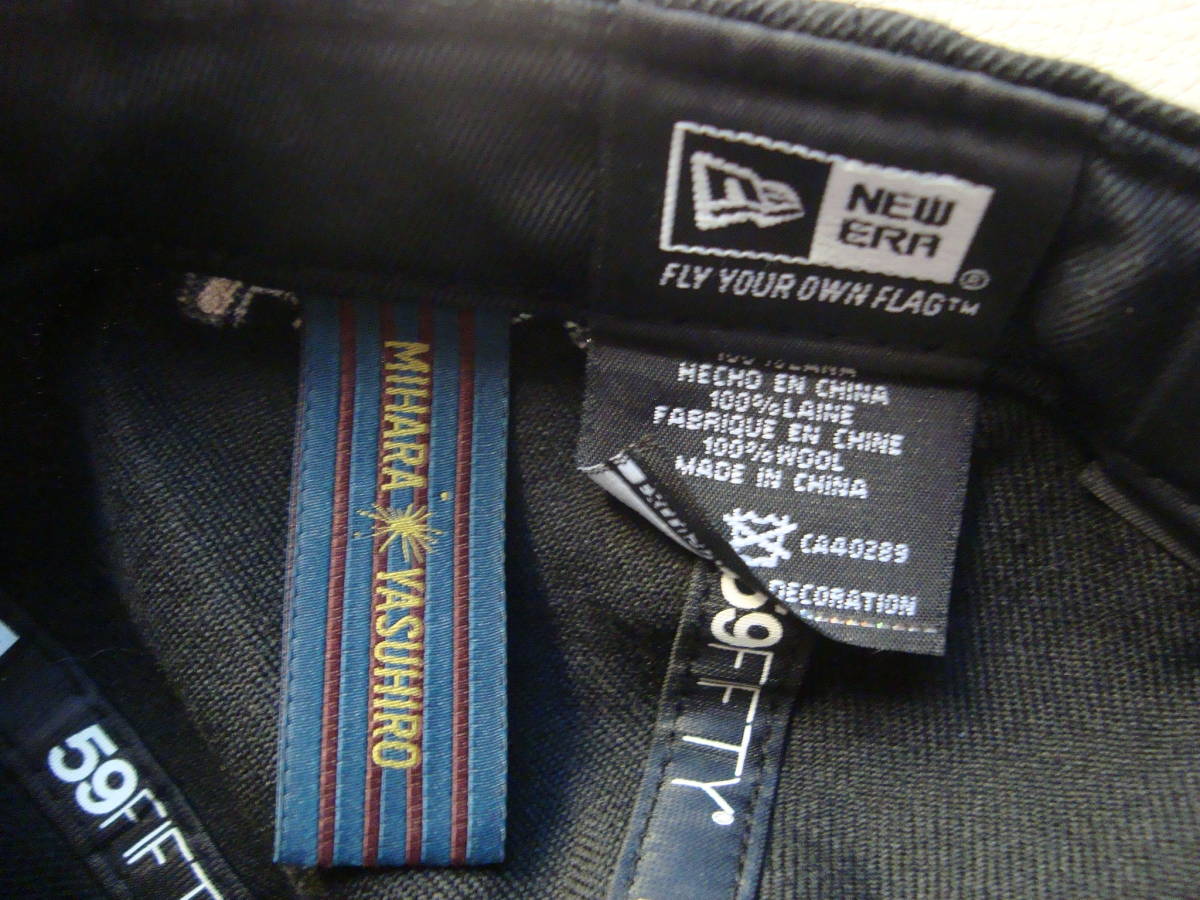 NEW
ERA®
FLY YOUR OWN FLAG™
HECHO EN CHINA
100% LAINE
FABRIQUE EN CHINE
100% WOOL
MADE IN CHINA
CA40289
DECORATION
MIHARA YASUHIRO
59FIFTY®
59FIFT